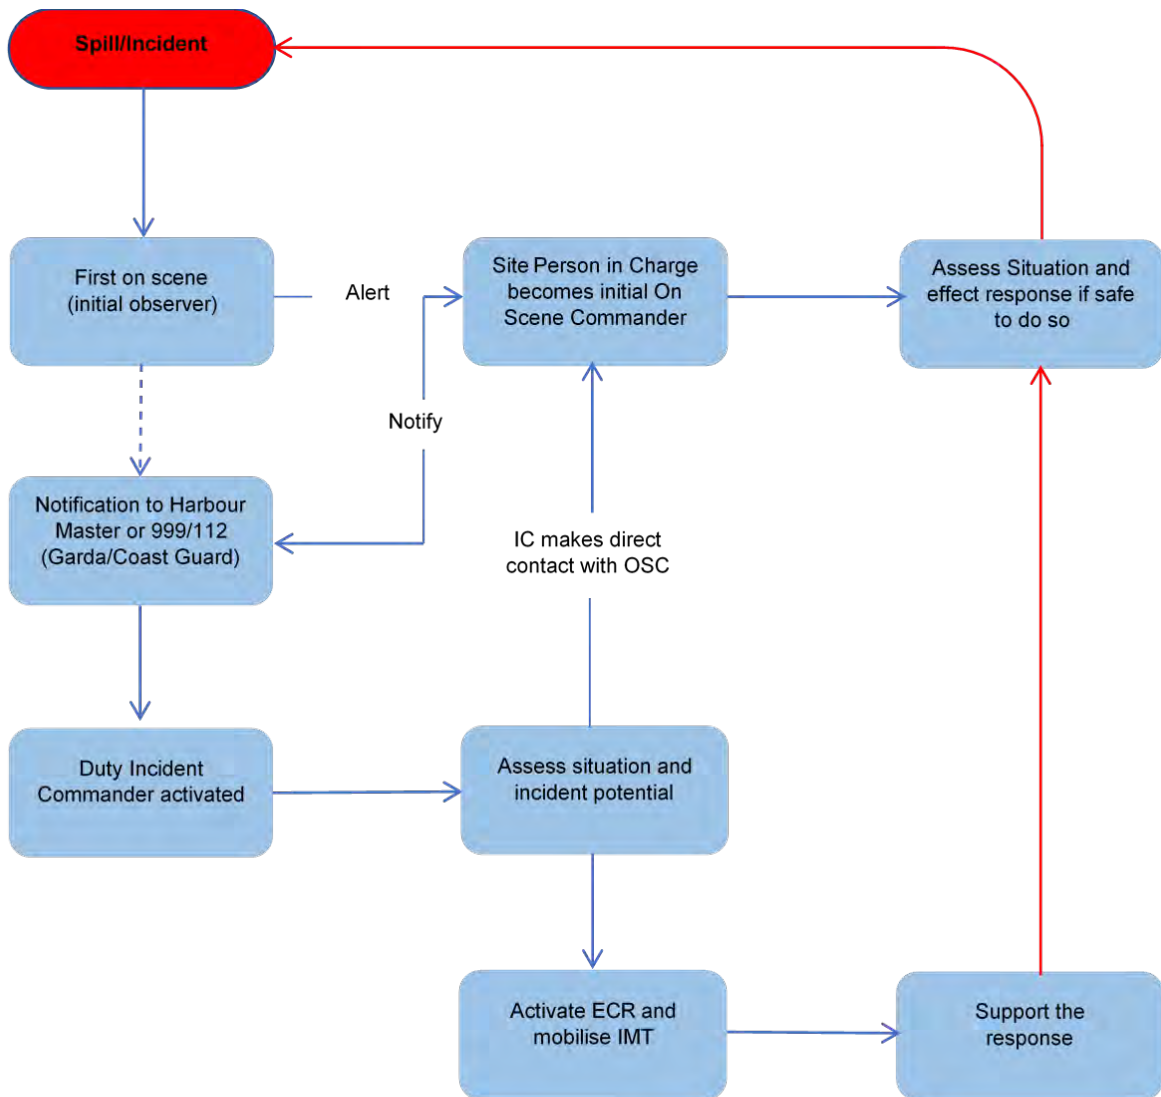 Spill/Incident
First on scene
(initial observer)
Alert
Site Person in Charge
becomes initial On
Scene Commander
Assess Situation and
effect response if safe
to do so
Notify
Notification to Harbour
Master or 999/112
(Garda/Coast Guard)
IC makes direct
contact with OSC
Duty Incident
Commander activated
Assess situation and
incident potential
Activate ECR and
mobilise IMT
Support the
response